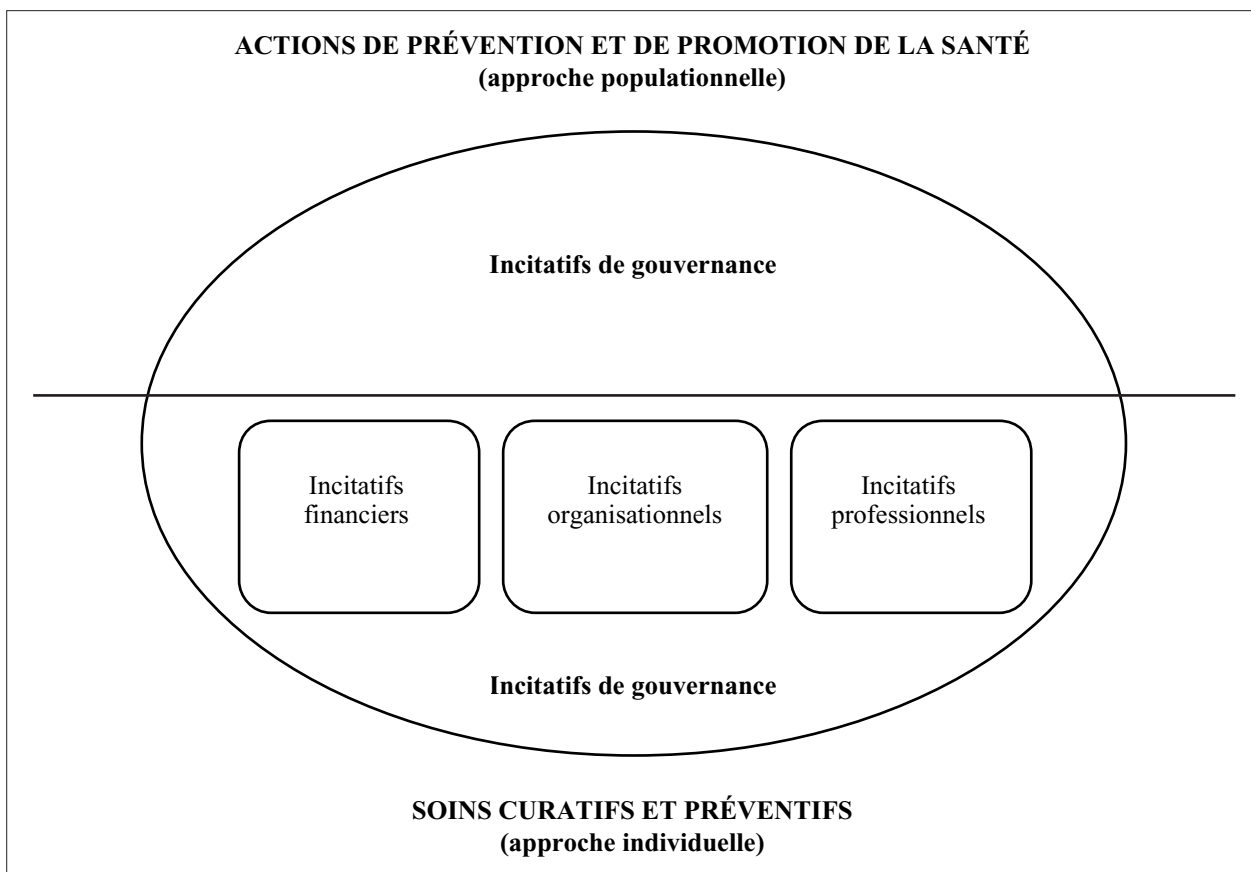 ACTIONS DE PRÉVENTION ET DE PROMOTION DE LA SANTÉ
(approche populationnelle)
Incitatifs de gouvernance
Incitatifs
financiers
Incitatifs
organisationnels
Incitatifs
professionnels
Incitatifs de gouvernance
SOINS CURATIFS ET PRÉVENTIFS
(approche individuelle)